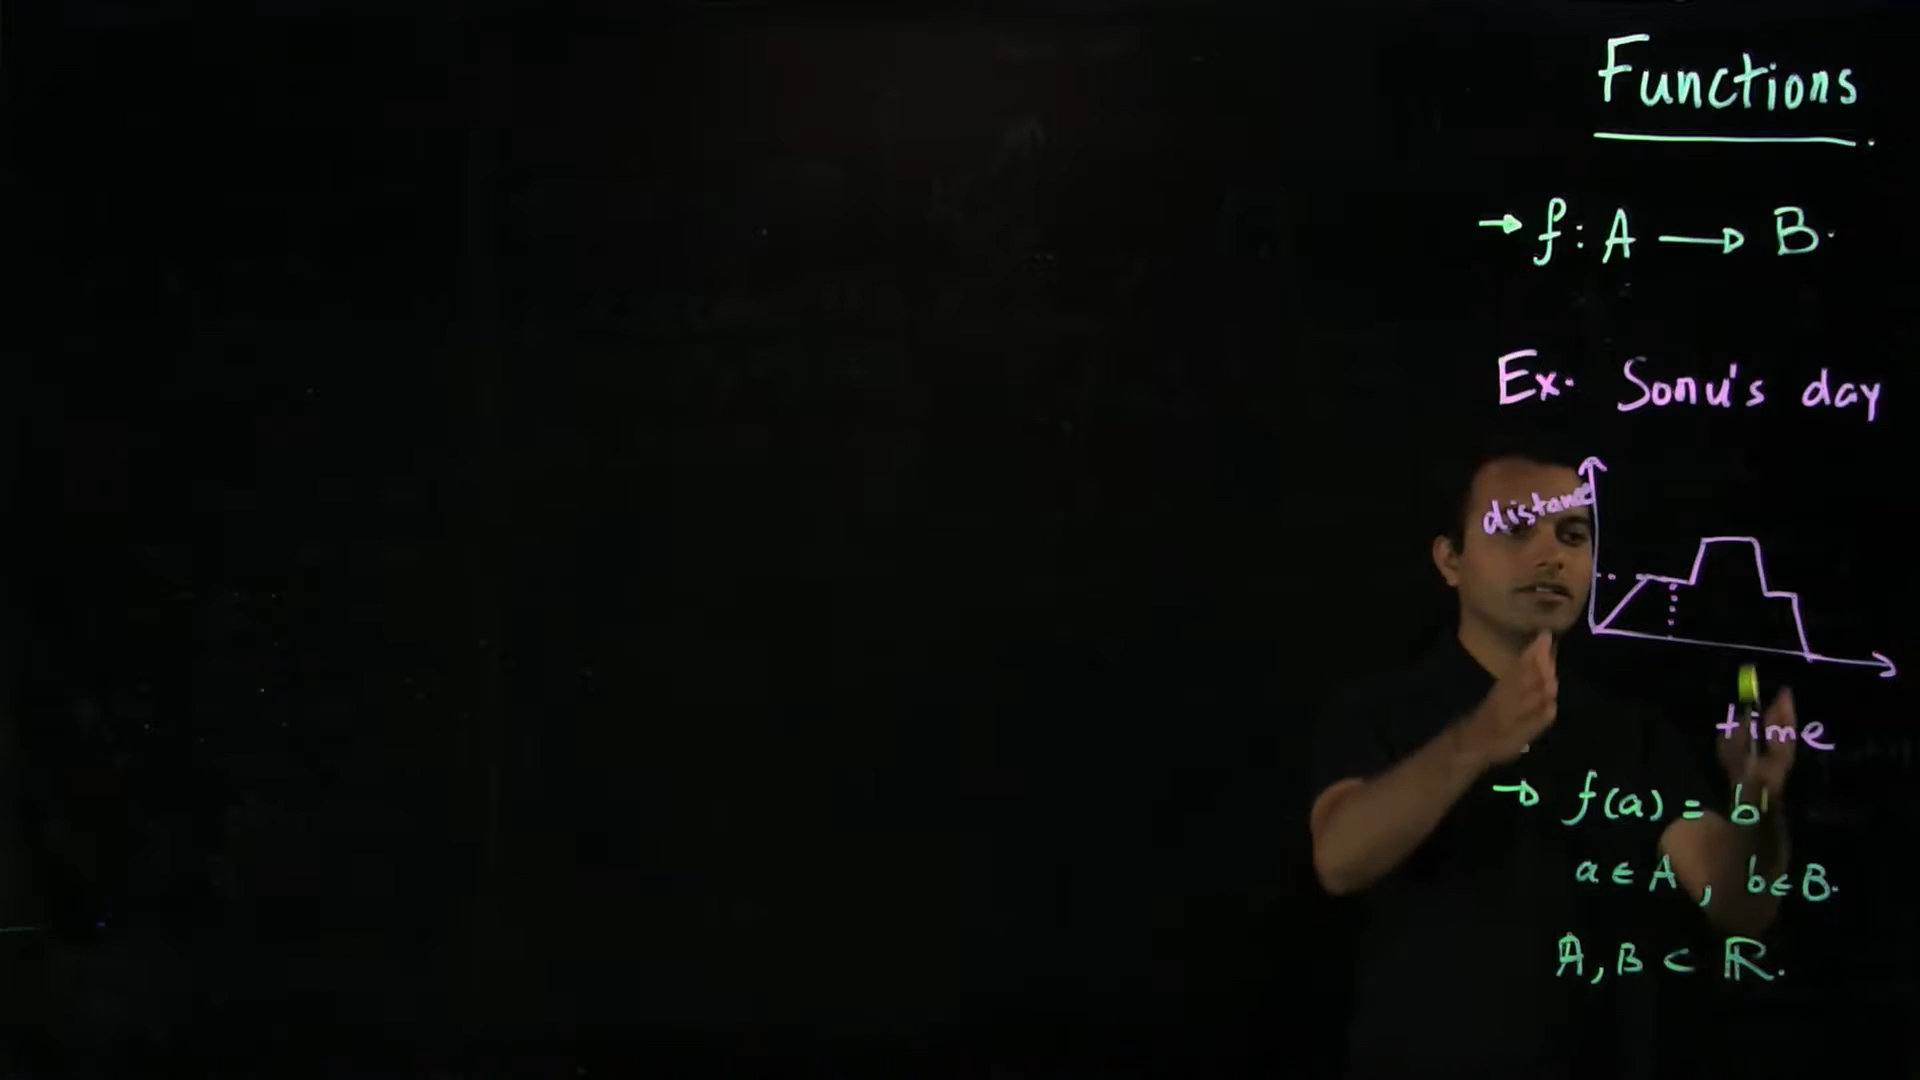 Functions.
→ f: A → B.
Ex. Sonu's day
distance
time
→ f(a) = b
a ∈ A, b ∈ B.
A, B ⊂ ℝ.